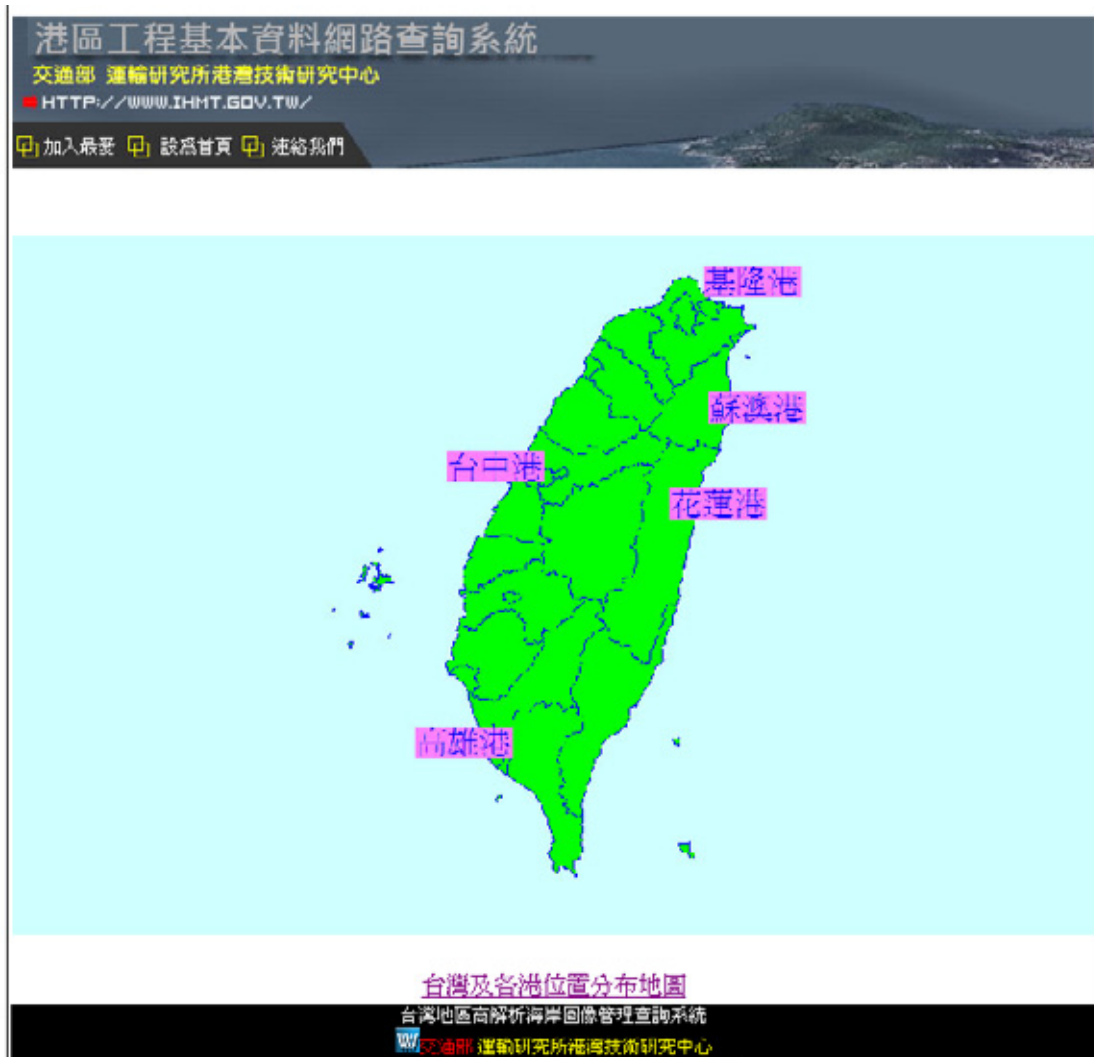 港區工程基本資料網路查詢系統
交通部 運輸研究所港灣技術研究中心
HTTP://WWW.IHMT.GOV.TW/
加入最愛 設為首頁 連絡我們
基隆港
蘇澳港
台中港
花蓮港
高雄港
台灣及各港位置分布地圖
台灣地區高解析海岸圖像管理查詢系統
交通部 運輸研究所港灣技術研究中心